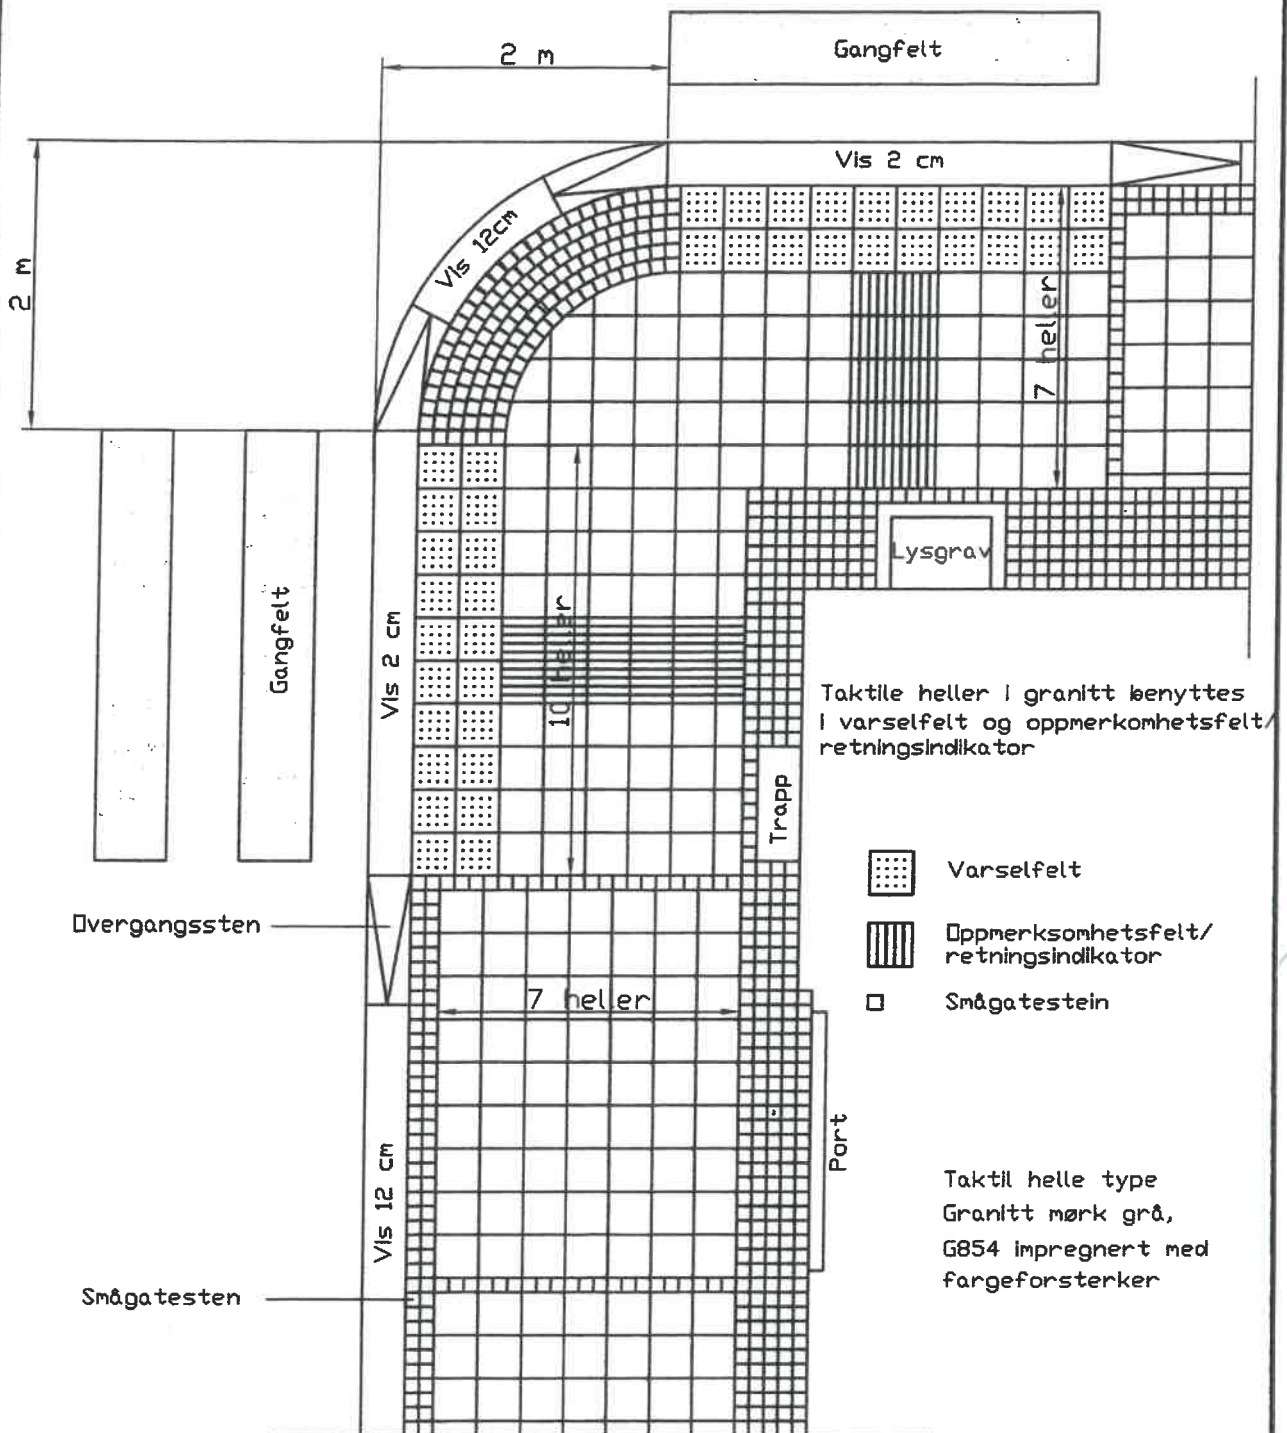 Gangfelt
2 m
Vis 2 cm
Vis 12cm
2 m
7 heller
Lysgrav
Gangfelt
Vis 2 cm
10 heller
Taktile heller i granitt benyttes
i varselfelt og oppmerkomhetsfelt/
retningsindikator
Trapp
Varselfelt
Overgangssten
Oppmerksomhetsfelt/
retningsindikator
7 heller
Smågatestein
Port
Vis 12 cm
Taktil helle type
Granitt mørk grå,
G854 impregnert med
fargeforsterker
Smågatesten